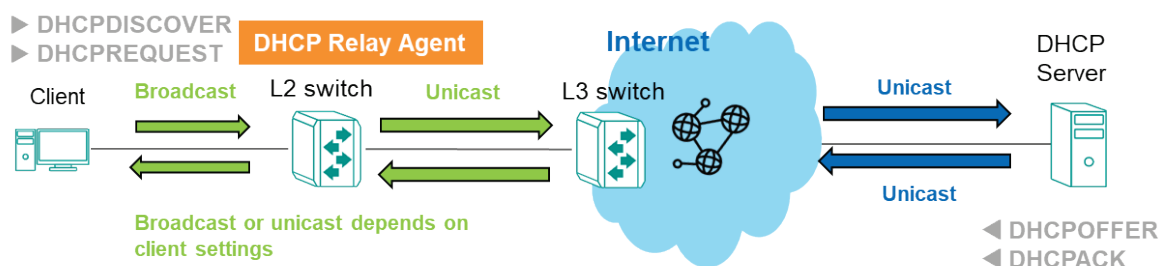 ▶ DHCPDISCOVER
▶ DHCPREQUEST
DHCP Relay Agent
Internet
DHCP
Server
Client
Broadcast
L2 switch
Unicast
L3 switch
Unicast
Unicast
Broadcast or unicast depends on
client settings
◀ DHCPOFFER
◀ DHCPACK